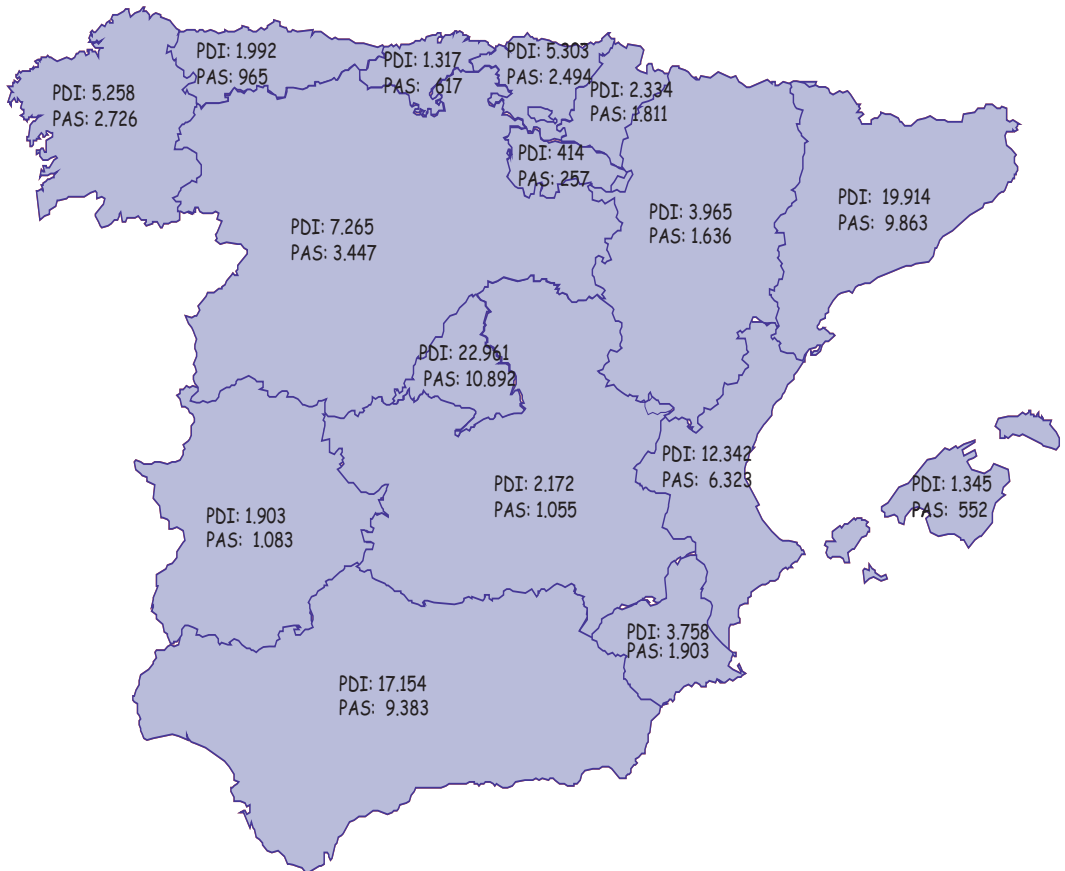 PDI: 1.992
PAS: 965
PDI: 1.317
PAS: 617
PDI: 5.303
PAS: 2.494
PDI: 5.258
PAS: 2.726
PDI: 2.334
PAS: 1.811
PDI: 414
PAS: 257
PDI: 7.265
PAS: 3.447
PDI: 3.965
PAS: 1.636
PDI: 19.914
PAS: 9.863
PDI: 22.961
PAS: 10.892
PDI: 12.342
PAS: 6.323
PDI: 2.172
PAS: 1.055
PDI: 1.345
PAS: 552
PDI: 1.903
PAS: 1.083
PDI: 3.758
PAS: 1.903
PDI: 17.154
PAS: 9.383